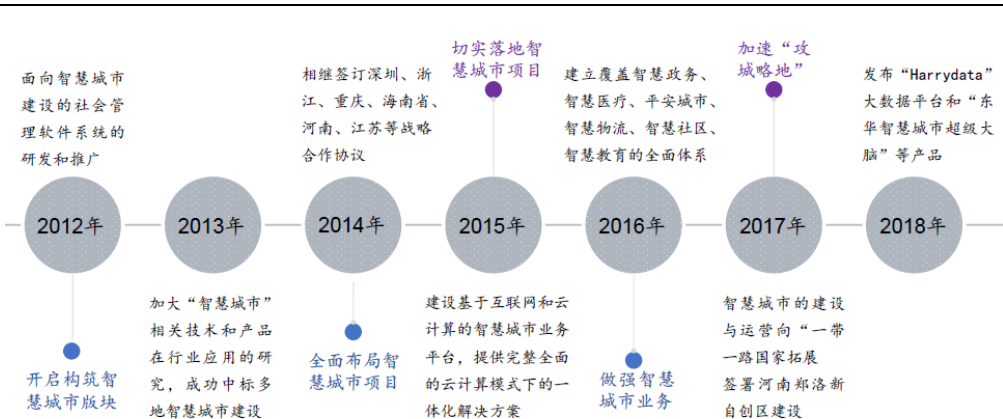 面向智慧城市
建设的社会管
理软件系统的
研发和推广
2012年
开启构筑智
慧城市版块
2013年
加大“智慧城市”
相关技术和产品
在行业应用的研
究，成功中标多
地智慧城市建设
相继签订深圳、浙
江、重庆、海南省、
河南、江苏等战略
合作协议
2014年
全面布局智
慧城市项目
切实落地智
慧城市项目
2015年
建设基于互联网和云
计算的智慧城市业务
平台，提供完整全面
的云计算模式下的一
体化解决方案
建立覆盖智慧政务、
智慧医疗、平安城市、
智慧物流、智慧社区、
智慧教育的全面体系
2016年
做强智慧
城市业务
加速“攻
城略地”
2017年
智慧城市的建设
与运营向“一带
一路国家拓展
签署河南郑洛新
自创区建设
发布“Harrydata”
大数据平台和“东
华智慧城市超级大
脑”等产品
2018年